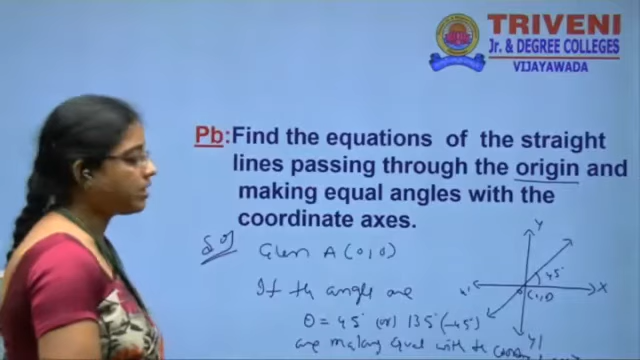 TRIVENI
Jr. & DEGREE COLLEGES
VIJAYAWADA
Pb:Find the equations of the straight
lines passing through the origin and
making equal angles with the
coordinate axes.
Sol Given A (0,0)
If th angle are
θ = 45° (or) 135° (-45°)
are making equal with the
Y
45°
X
X'
Y'